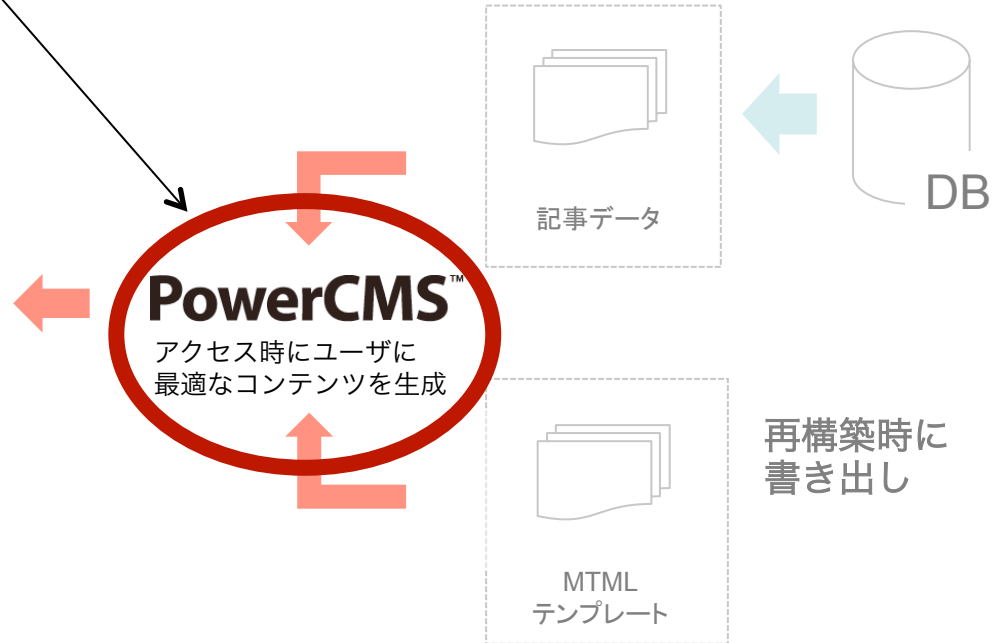 DB
記事データ
PowerCMS™
アクセス時にユーザに
最適なコンテンツを生成
再構築時に
書き出し
MTML
テンプレート